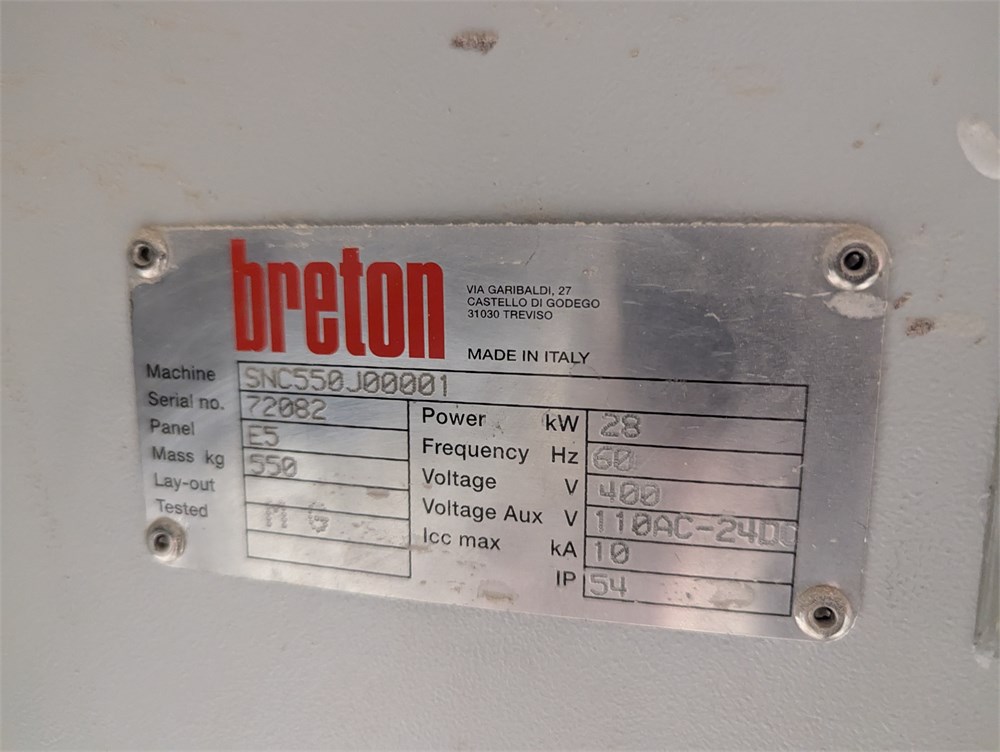 breton
VIA GARIBALDI, 27
CASTELLO DI GODEGO
31030 TREVISO
MADE IN ITALY
Machine SNC550J00001
Serial no. 72082
Panel E5
Mass kg 550
Lay-out
Tested M G
Power kW 28
Frequency Hz 60
Voltage V 400
Voltage Aux V 110AC-24DC
Icc max kA 10
IP 54